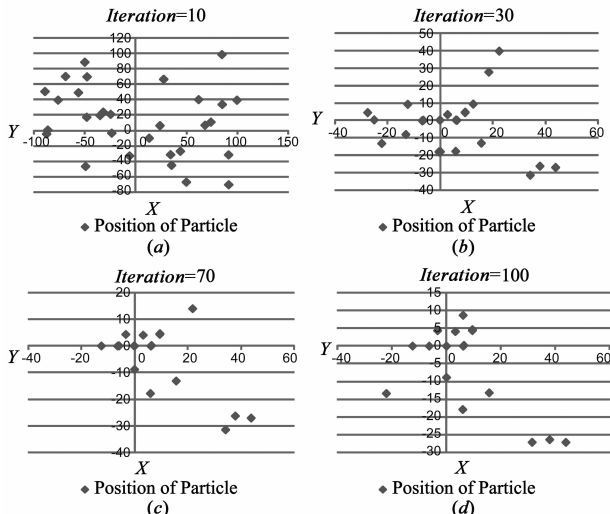 Iteration=10
120
100
80
60
40
20
0
-20
-40
-60
-80
-100 -50 0 50 100 150
Y
X
Position of Particle
(a)
Iteration=30
50
40
30
20
10
0
-10
-20
-30
-40
-40 -20 0 20 40 60
Y
X
Position of Particle
(b)
Iteration=70
20
10
0
-10
-20
-30
-40
-40 -20 0 20 40 60
Y
X
Position of Particle
(c)
Iteration=100
15
10
5
0
-5
-10
-15
-20
-25
-30
-40 -20 0 20 40 60
Y
X
Position of Particle
(d)